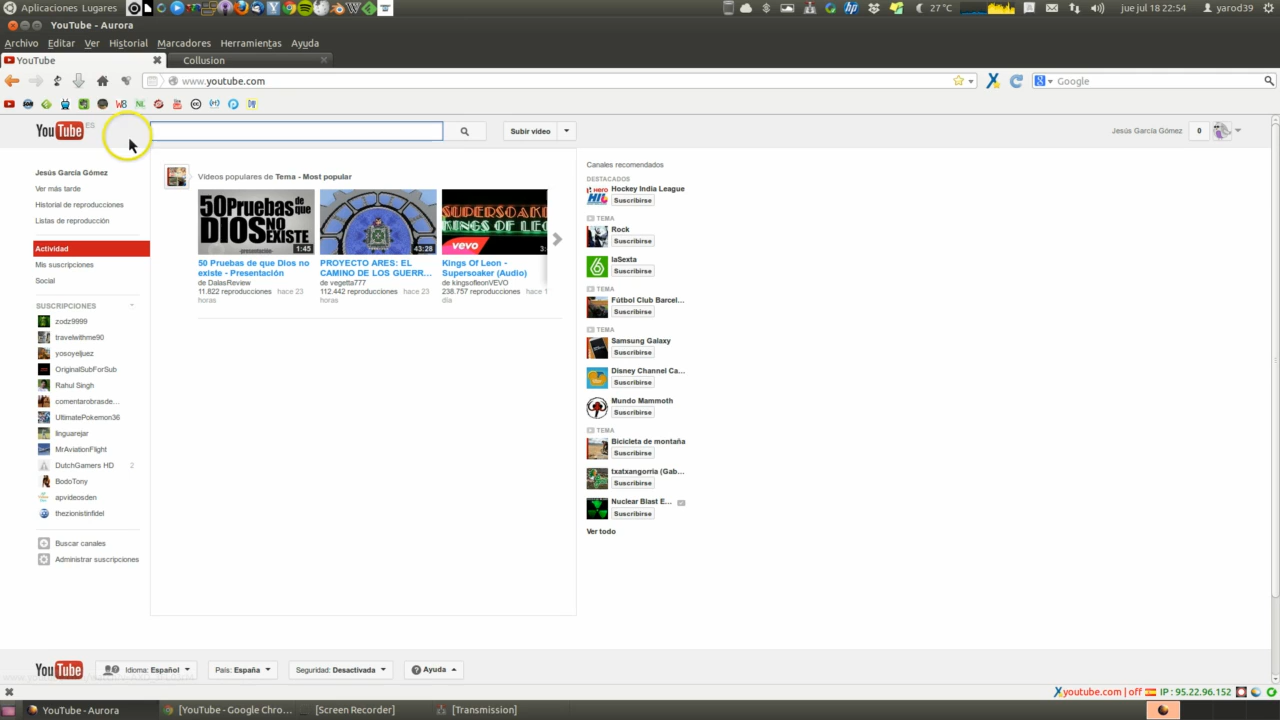 Aplicaciones Lugares
27°C
jue jul 18 22:54
yarod39
YouTube - Aurora
Archivo Editar Ver Historial Marcadores Herramientas Ayuda
YouTube
Collusion
www.youtube.com
Google
YouTube ES
Subir vídeo
Jesús García Gómez
0
Jesús García Gómez
Ver más tarde
Historial de reproducciones
Listas de reproducción
Actividad
Mis suscripciones
Social
SUSCRIPCIONES
zodz9999
travelwithme90
yosoyeljuez
OriginalSubForSub
Rahul Singh
comentarobrasde...
UltimatePokemon36
linguarejar
MrAviationFlight
DutchGamers HD 2
BodoTony
apvideosden
thezionistinfidel
Buscar canales
Administrar suscripciones
Vídeos populares de Tema - Most popular
50Pruebas de que
DIOS NO EXISTE
-presentación-
1:45
43:28
SUPERSOAKER
KINGS OF LEON
vevo
3:
50 Pruebas de que Dios no
existe - Presentación
de DalasReview
11.822 reproducciones hace 23
horas
PROYECTO ARES: EL
CAMINO DE LOS GUERR...
de vegetta777
112.442 reproducciones hace 23
horas
Kings Of Leon -
Supersoaker (Audio)
de kingsofleonVEVO
238.757 reproducciones hace 1
día
Canales recomendados
DESTACADOS
HERO
HIL
Hockey India League
Suscribirse
TEMA
Rock
Suscribirse
laSexta
Suscribirse
TEMA
Fútbol Club Barcel...
Suscribirse
TEMA
Samsung Galaxy
Suscribirse
Disney Channel Ca...
Suscribirse
Mundo Mammoth
Suscribirse
TEMA
Bicicleta de montaña
Suscribirse
txatxangorria (Gab...
Suscribirse
Nuclear Blast E...
Suscribirse
Ver todo
YouTube
Idioma: Español
País: España
Seguridad: Desactivada
Ayuda
youtube.com | off
IP : 95.22.96.152
YouTube - Aurora
[YouTube - Google Chro...
[Screen Recorder]
[Transmission]